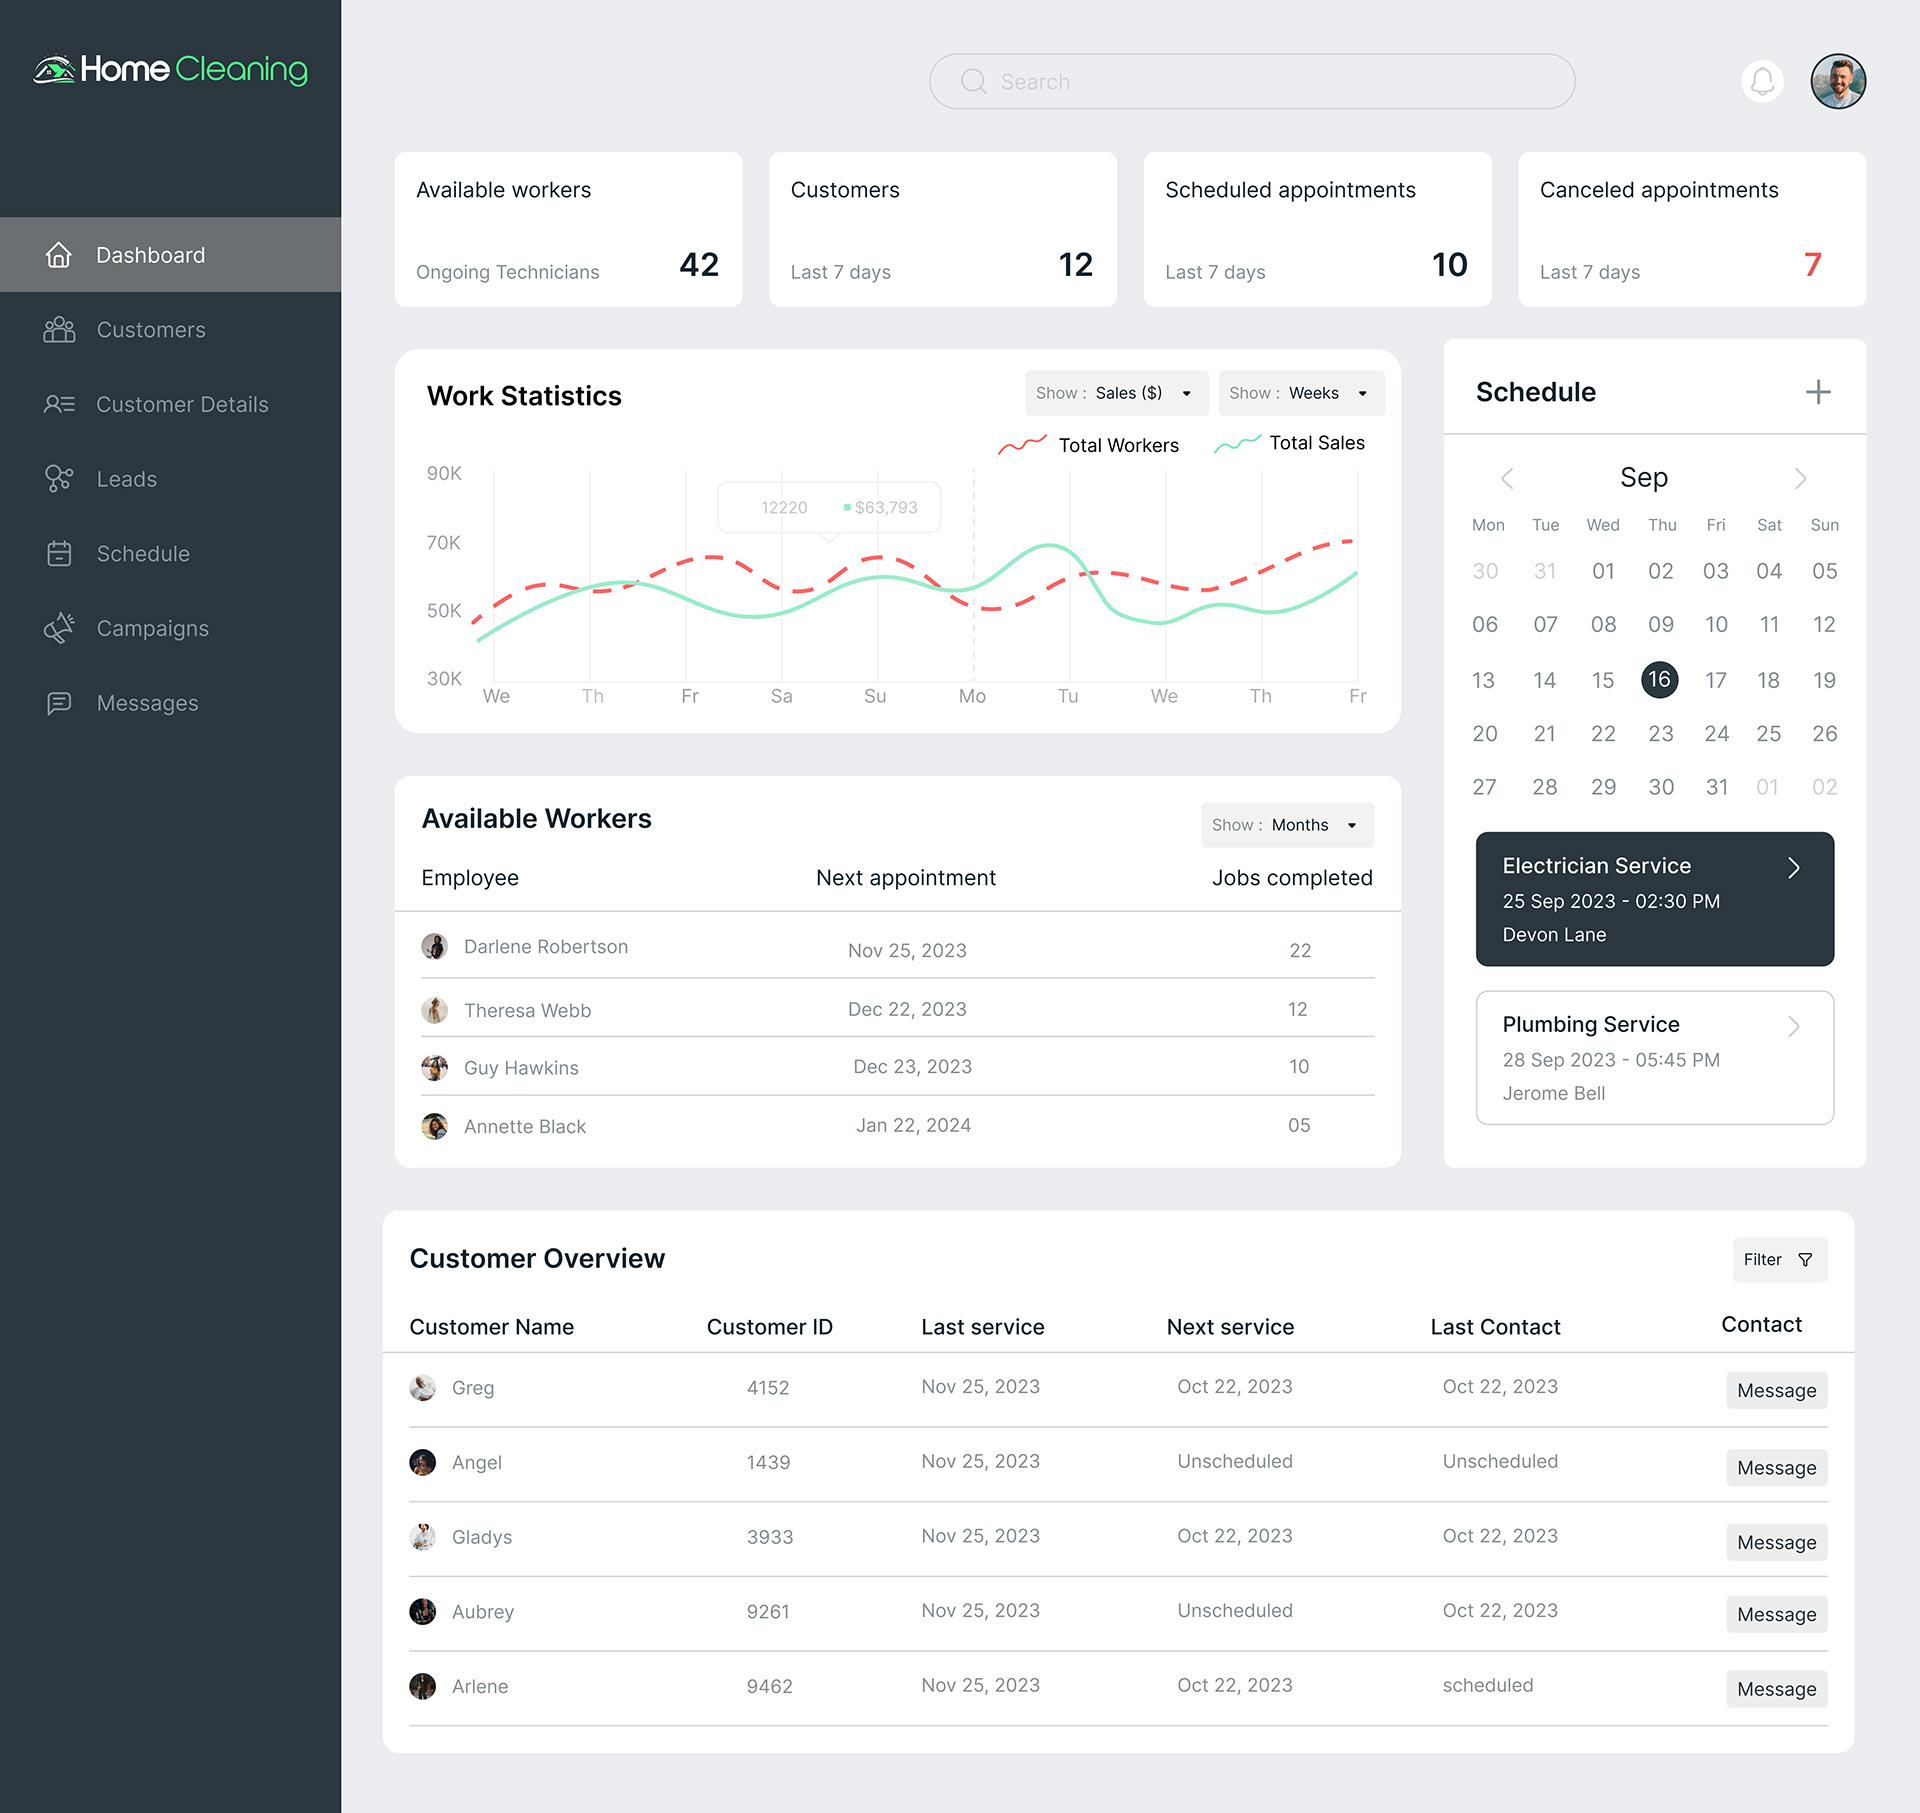 Home Cleaning
Search
Dashboard
Customers
Customer Details
Leads
Schedule
Campaigns
Messages
Available workers
Ongoing Technicians 42
Customers
Last 7 days 12
Scheduled appointments
Last 7 days 10
Canceled appointments
Last 7 days 7
Work Statistics
Show : Sales ($)
Show : Weeks
Total Workers
Total Sales
90K
70K
50K
30K
12220 $63,793
We Th Fr Sa Su Mo Tu We Th Fr
Schedule
Sep
Mon Tue Wed Thu Fri Sat Sun
30 31 01 02 03 04 05
06 07 08 09 10 11 12
13 14 15 16 17 18 19
20 21 22 23 24 25 26
27 28 29 30 31 01 02
Electrician Service
25 Sep 2023 - 02:30 PM
Devon Lane
Plumbing Service
28 Sep 2023 - 05:45 PM
Jerome Bell
Available Workers
Show : Months
Employee Next appointment Jobs completed
Darlene Robertson Nov 25, 2023 22
Theresa Webb Dec 22, 2023 12
Guy Hawkins Dec 23, 2023 10
Annette Black Jan 22, 2024 05
Customer Overview
Filter
Customer Name Customer ID Last service Next service Last Contact Contact
Greg 4152 Nov 25, 2023 Oct 22, 2023 Oct 22, 2023 Message
Angel 1439 Nov 25, 2023 Unscheduled Unscheduled Message
Gladys 3933 Nov 25, 2023 Oct 22, 2023 Oct 22, 2023 Message
Aubrey 9261 Nov 25, 2023 Unscheduled Oct 22, 2023 Message
Arlene 9462 Nov 25, 2023 Oct 22, 2023 scheduled Message